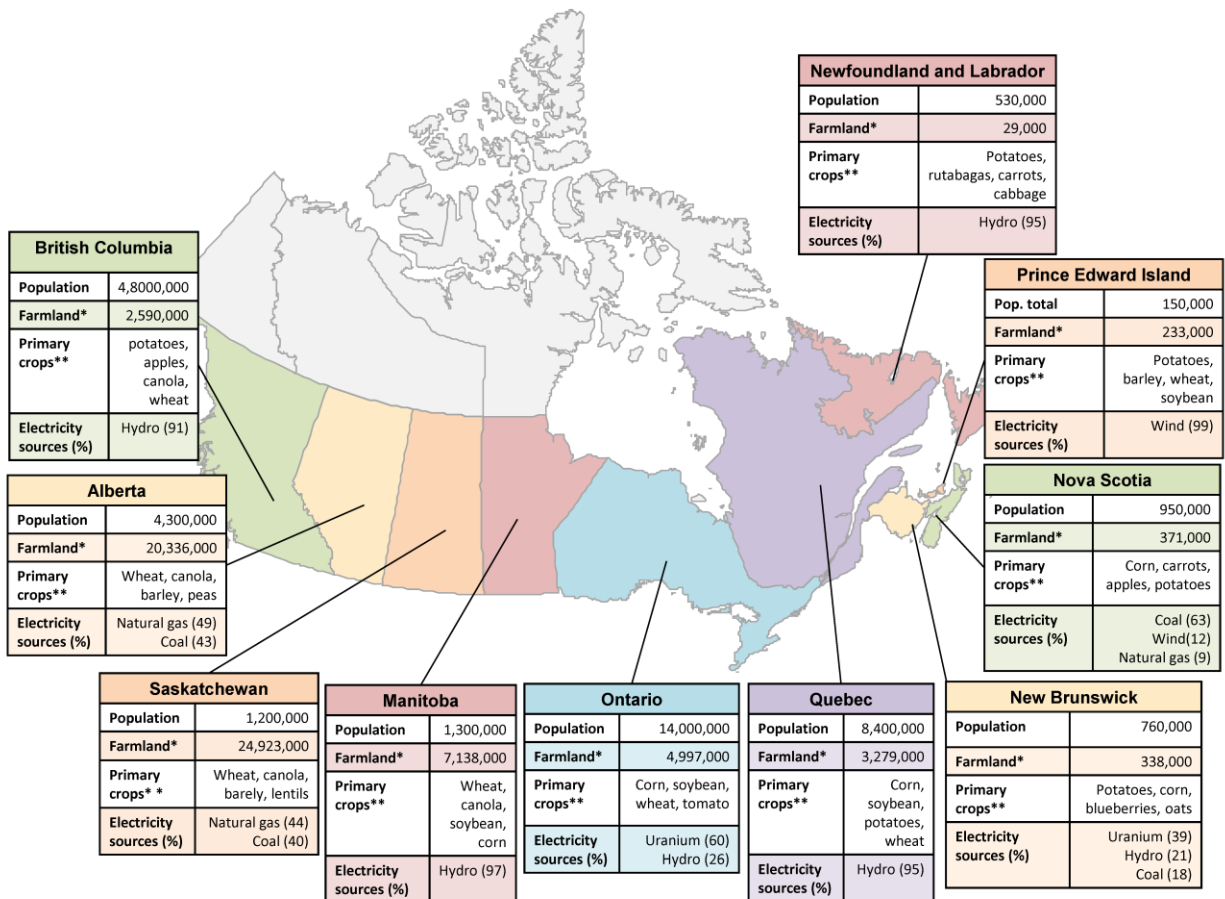 Newfoundland and Labrador
Population 530,000
Farmland* 29,000
Primary Potatoes,
crops** rutabagas, carrots,
cabbage
Electricity Hydro (95)
sources (%)
British Columbia
Population 4,8000,000
Farmland* 2,590,000
Primary potatoes,
crops** apples,
canola,
wheat
Electricity Hydro (91)
sources (%)
Prince Edward Island
Pop. total 150,000
Farmland* 233,000
Primary Potatoes,
crops** barley, wheat,
soybean
Electricity Wind (99)
sources (%)
Alberta
Population 4,300,000
Farmland* 20,336,000
Primary Wheat, canola,
crops** barley, peas
Electricity Natural gas (49)
sources (%) Coal (43)
Nova Scotia
Population 950,000
Farmland* 371,000
Primary Corn, carrots,
crops** apples, potatoes
Electricity Coal (63)
sources (%) Wind(12)
Natural gas (9)
Saskatchewan
Population 1,200,000
Farmland* 24,923,000
Primary Wheat, canola,
crops* * barely, lentils
Electricity Natural gas (44)
sources (%) Coal (40)
Manitoba
Population 1,300,000
Farmland* 7,138,000
Primary Wheat,
crops** canola,
soybean,
corn
Electricity Hydro (97)
sources (%)
Ontario
Population 14,000,000
Farmland* 4,997,000
Primary Corn, soybean,
crops** wheat, tomato
Electricity Uranium (60)
sources (%) Hydro (26)
Quebec
Population 8,400,000
Farmland* 3,279,000
Primary Corn,
crops** soybean,
potatoes,
wheat
Electricity Hydro (95)
sources (%)
New Brunswick
Population 760,000
Farmland* 338,000
Primary Potatoes, corn,
crops** blueberries, oats
Electricity Uranium (39)
sources (%) Hydro (21)
Coal (18)